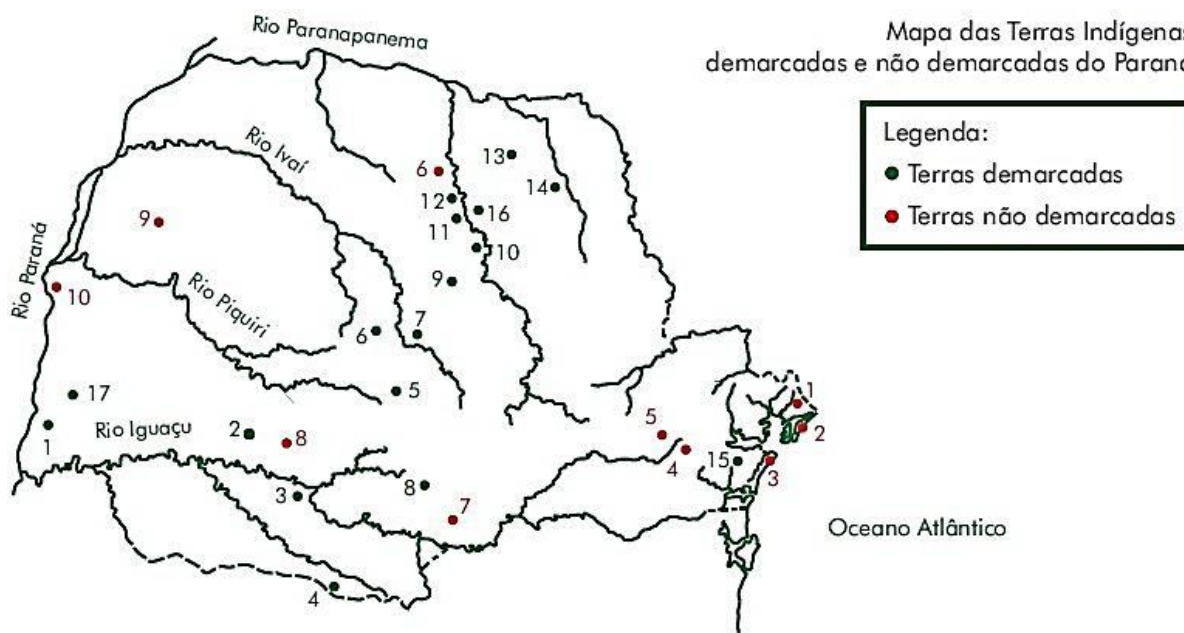 Rio Paranapanema
Mapa das Terras Indígenas
demarcadas e não demarcadas do Paraná
Legenda:
Terras demarcadas
Terras não demarcadas
Rio Ivaí
13
6
14
12
16
9
11
10
Rio Paraná
9
10
Rio Piquiri
6
7
17
5
1
1
Rio Iguaçu
2
8
5
2
4
15
3
3
8
7
Oceano Atlântico
4